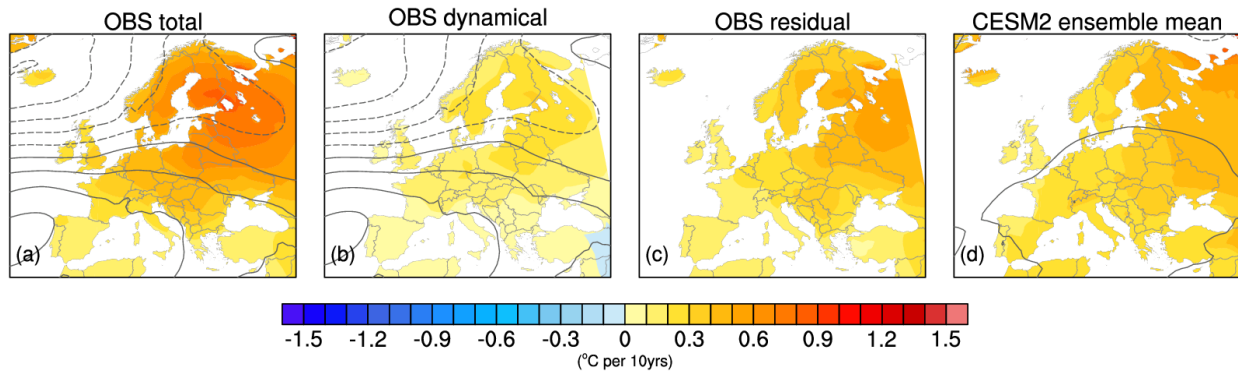 OBS total
OBS dynamical
OBS residual
CESM2 ensemble mean
(a)
(b)
(c)
(d)
-1.5 -1.2 -0.9 -0.6 -0.3 0 0.3 0.6 0.9 1.2 1.5
(°C per 10yrs)